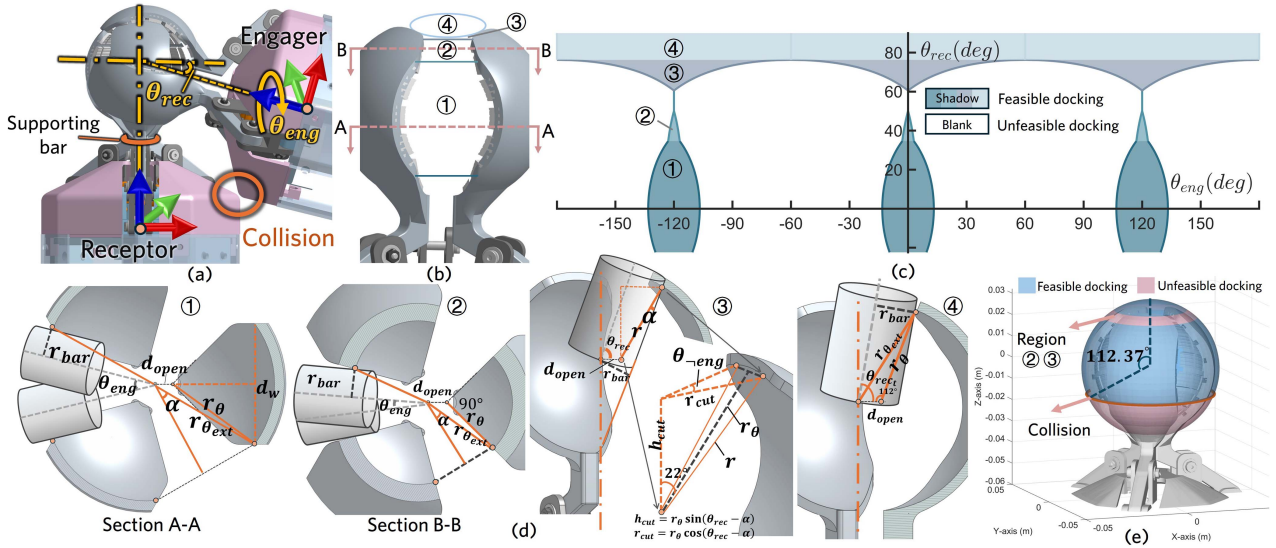 (a)
θrec
Engager
θeng
Supporting
bar
Receptor
Collision
④
③
B
②
B
①
A
A
(b)
④
80
θrec(deg)
③
60
②
40
①
20
Shadow
Feasible docking
Blank
Unfeasible docking
θeng(deg)
-150
-120
-90
-60
-30
30
60
90
120
150
(c)
①
rbar
dopen
θeng
dw
α
rθ
rθext
Section A-A
②
rbar
dopen
θeng
90°
rθ
α
rθext
Section B-B
(d)
③
r
α
θrec
dopen
rbar
θ¬eng
rcut
hcut
rθ
r
22°
hcut = rθ sin(θrec − α)
rcut = rθ cos(θrec − α)
④
rbar
rθext
rθ
θrect
112°
dopen
Feasible docking
Unfeasible docking
0.03
0.02
0.01
0
-0.01
-0.02
-0.03
-0.04
-0.05
-0.06
Z-axis (m)
Region
②③
112.37°
Collision
0.05
0
-0.05
Y-axis (m)
-0.05
0
X-axis (m)
(e)